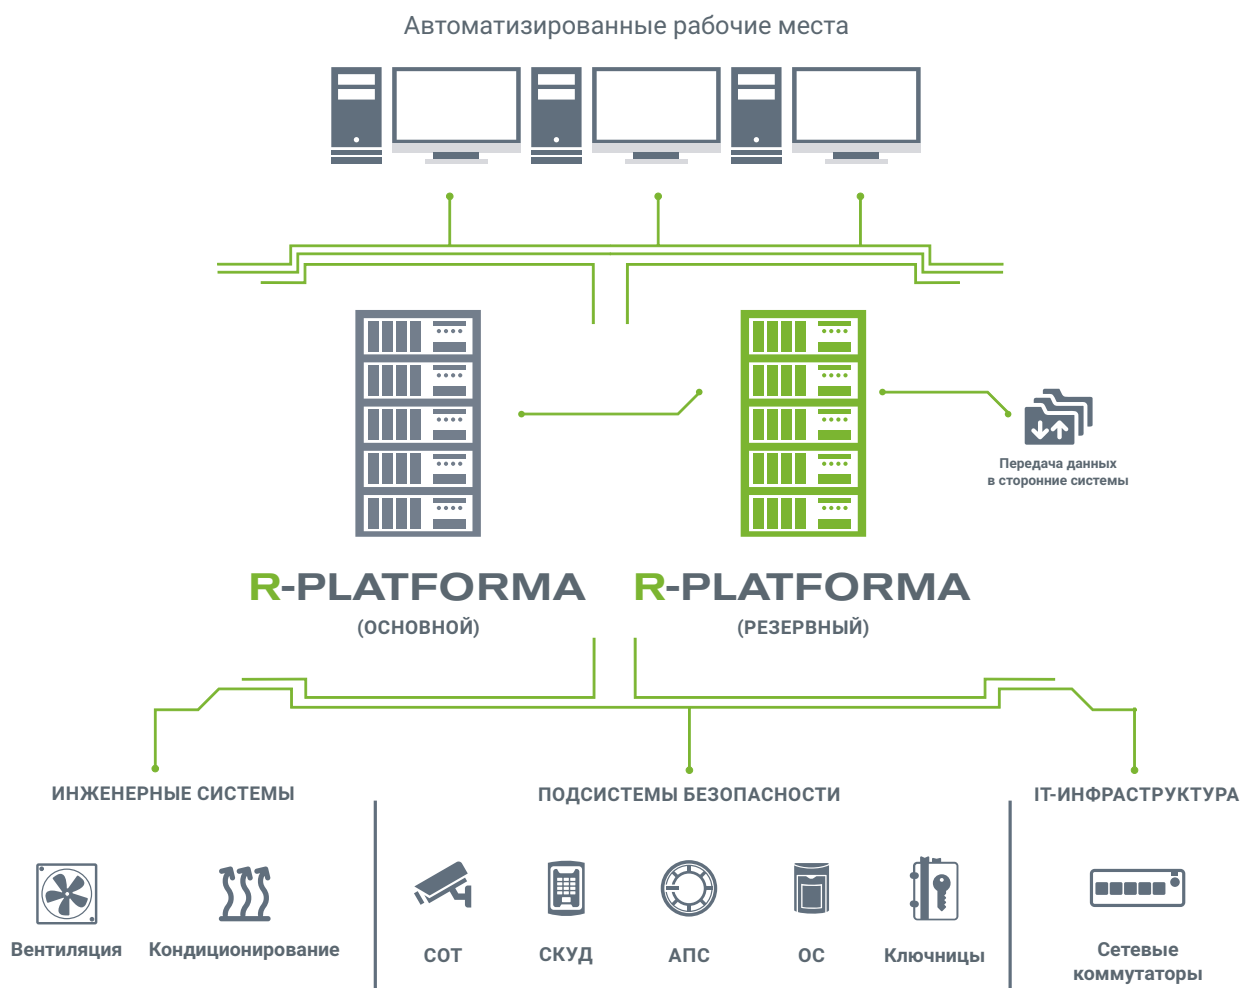 Автоматизированные рабочие места
Передача данных
в сторонние системы
R-PLATFORMA
(ОСНОВНОЙ)
R-PLATFORMA
(РЕЗЕРВНЫЙ)
ИНЖЕНЕРНЫЕ СИСТЕМЫ
ПОДСИСТЕМЫ БЕЗОПАСНОСТИ
IT-ИНФРАСТРУКТУРА
Вентиляция
Кондиционирование
СОТ
СКУД
АПС
ОС
Ключницы
Сетевые
коммутаторы